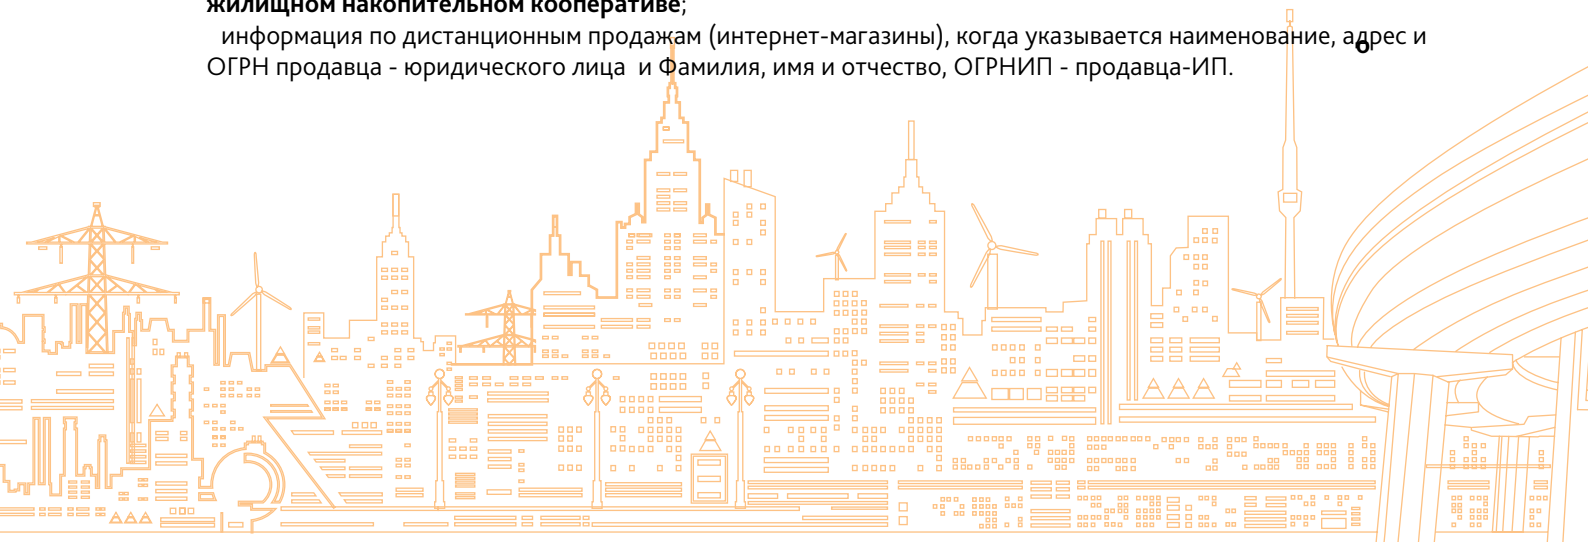 жилищном накопительном кооперативе;
информация по дистанционным продажам (интернет-магазины), когда указывается наименование, адрес и
ОГРН продавца - юридического лица и Фамилия, имя и отчество, ОГРНИП - продавца-ИП.